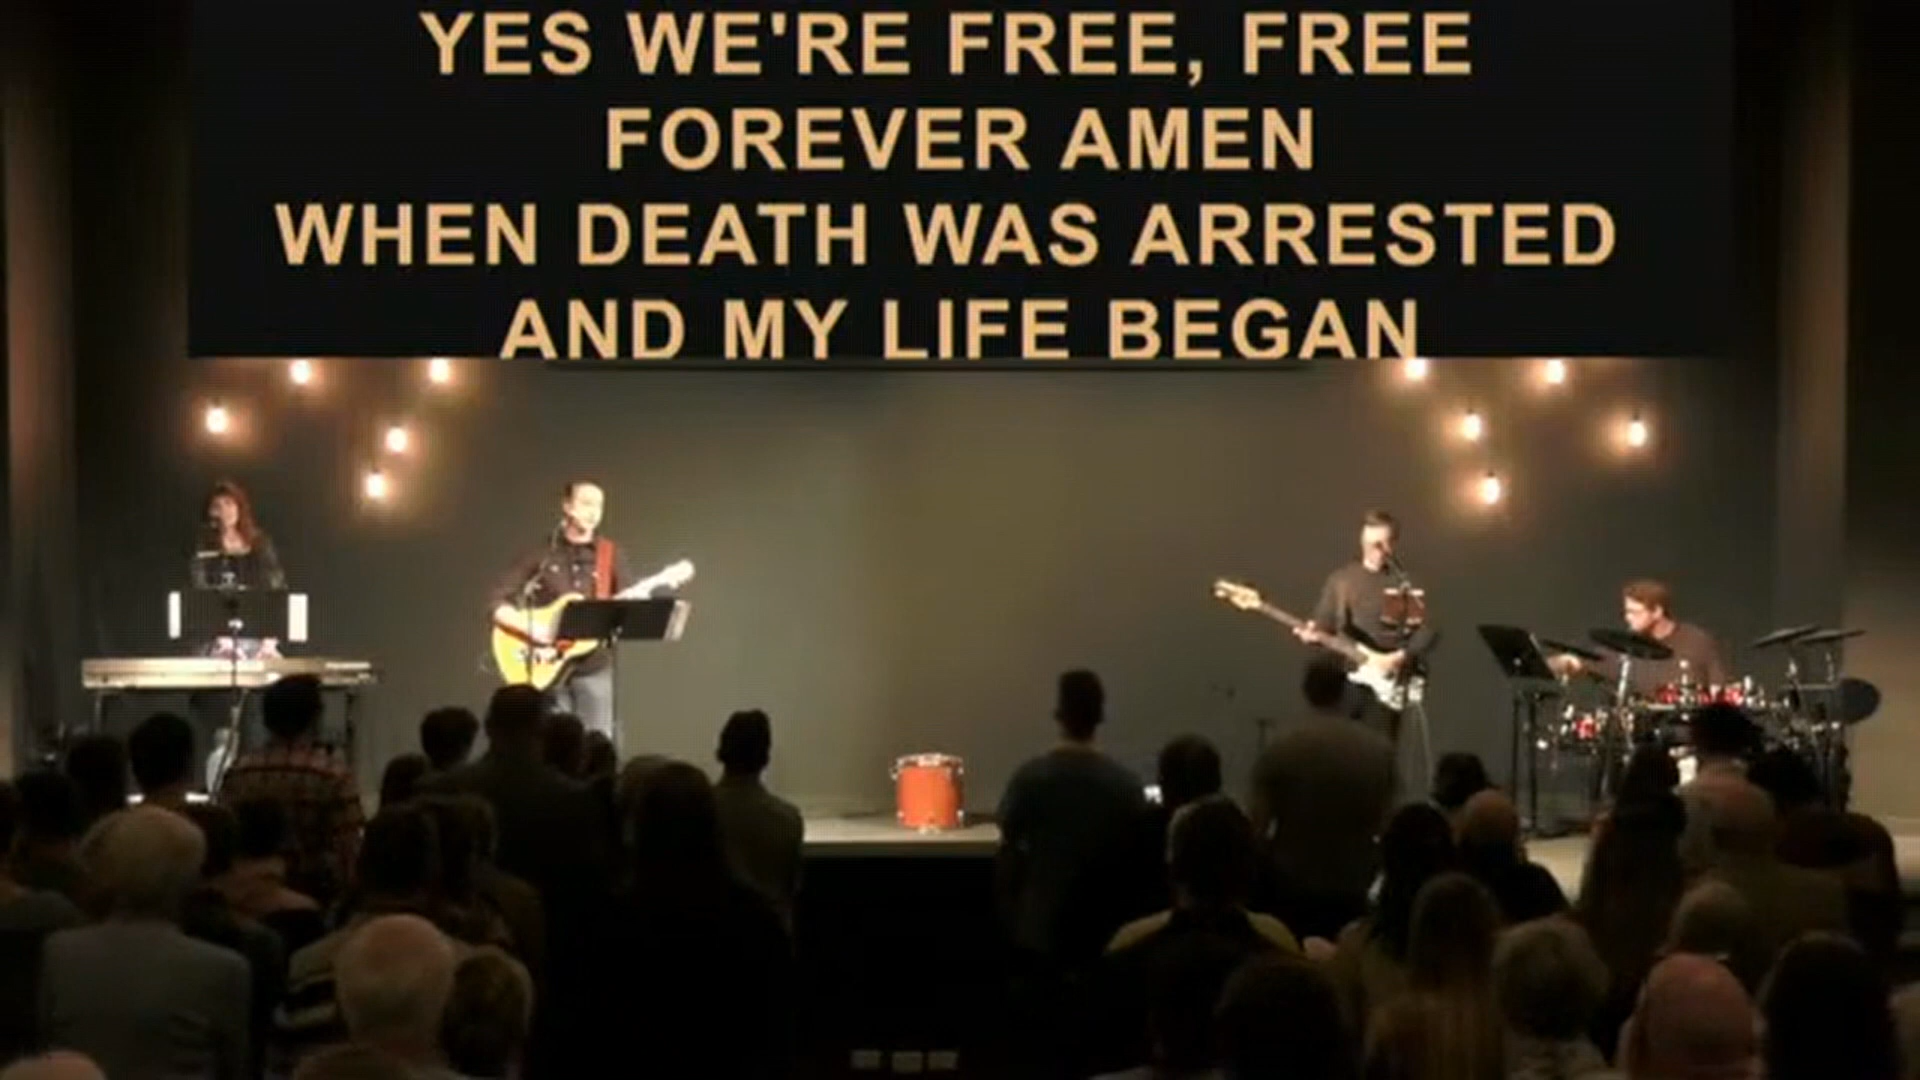 YES WE'RE FREE, FREE
FOREVER AMEN
WHEN DEATH WAS ARRESTED
AND MY LIFE BEGAN